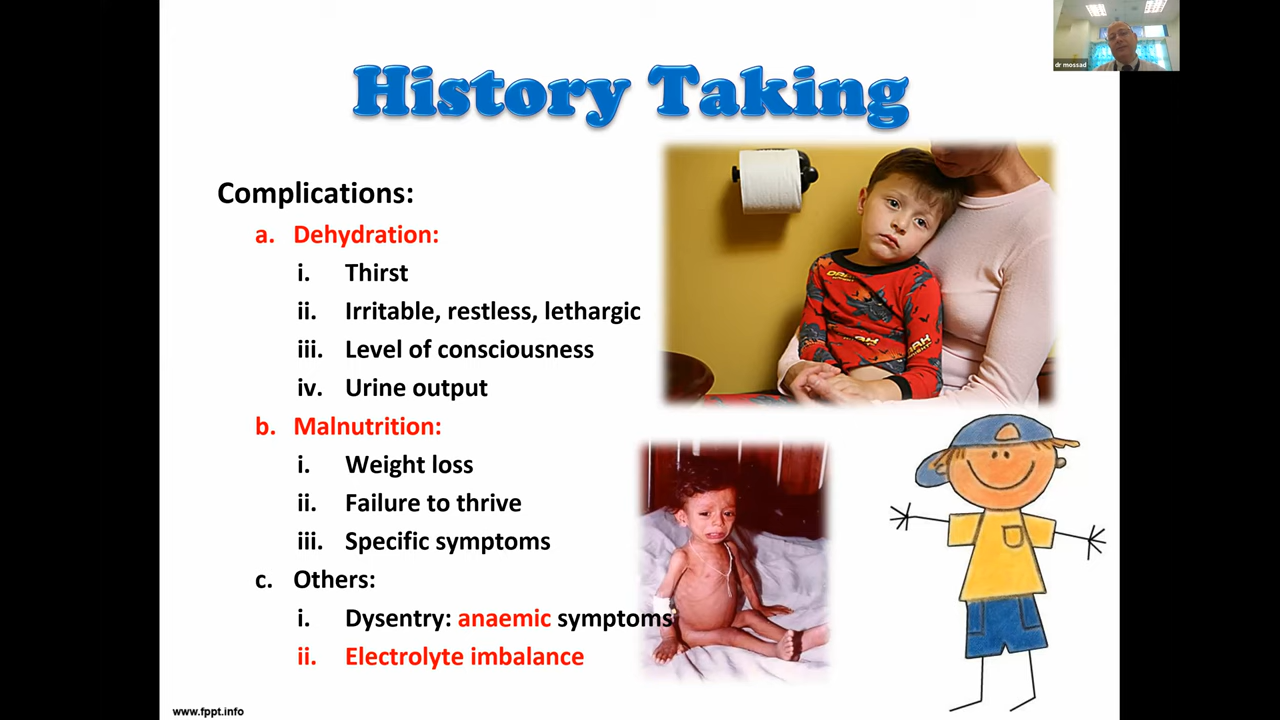 dr mossad
History Taking
Complications:
a. Dehydration:
i. Thirst
ii. Irritable, restless, lethargic
iii. Level of consciousness
iv. Urine output
b. Malnutrition:
i. Weight loss
ii. Failure to thrive
iii. Specific symptoms
c. Others:
i. Dysentry: anaemic symptoms
ii. Electrolyte imbalance
www.fppt.info